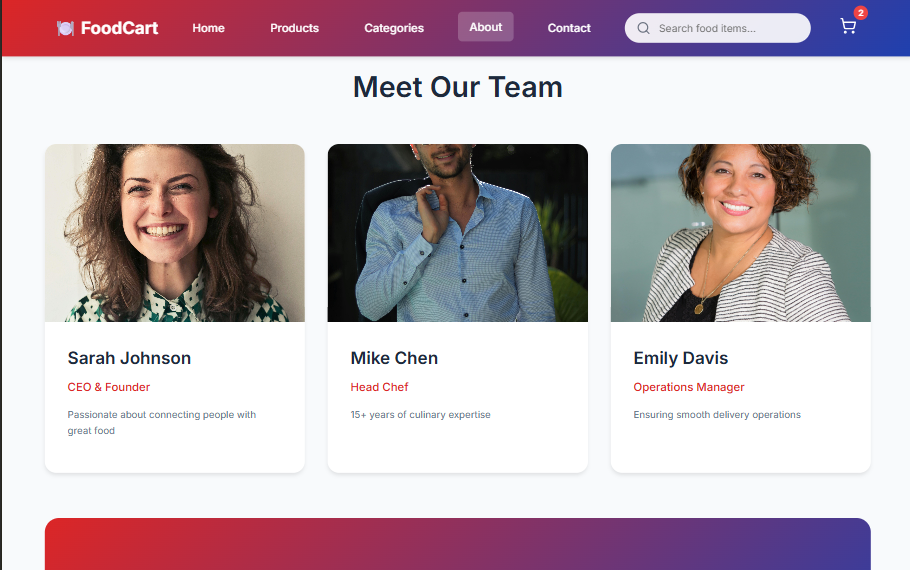 FoodCart
Home
Products
Categories
About
Contact
Search food items...
2
Meet Our Team
Sarah Johnson
CEO & Founder
Passionate about connecting people with
great food
Mike Chen
Head Chef
15+ years of culinary expertise
Emily Davis
Operations Manager
Ensuring smooth delivery operations